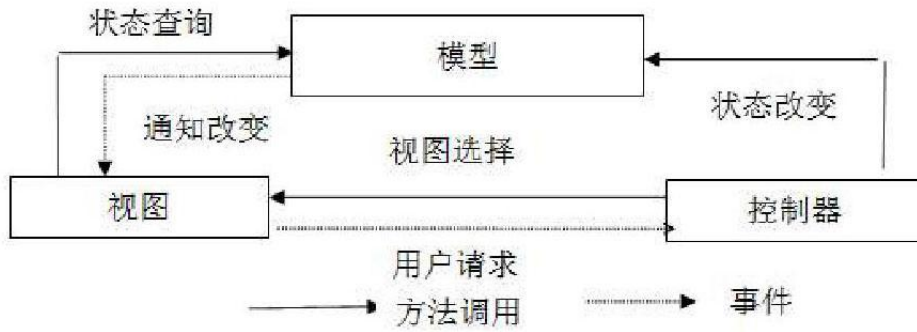 状态查询
模型
状态改变
通知改变
视图选择
视图
控制器
用户请求
方法调用
事件